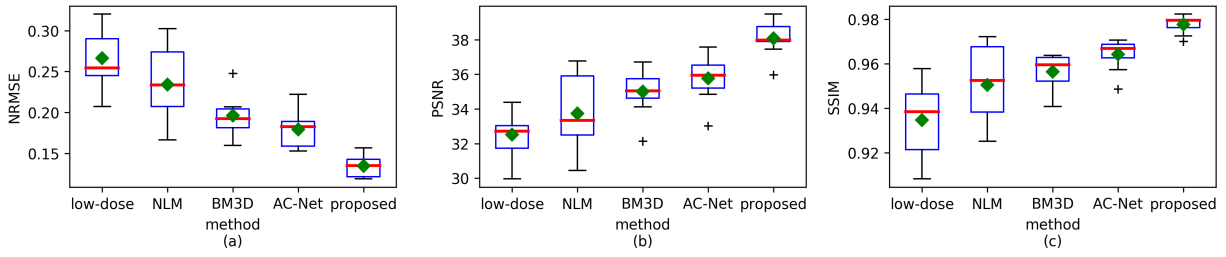 NRMSE
0.30
0.25
0.20
0.15
low-dose NLM BM3D AC-Net proposed
method
(a)
PSNR
38
36
34
32
30
low-dose NLM BM3D AC-Net proposed
method
(b)
SSIM
0.98
0.96
0.94
0.92
low-dose NLM BM3D AC-Net proposed
method
(c)